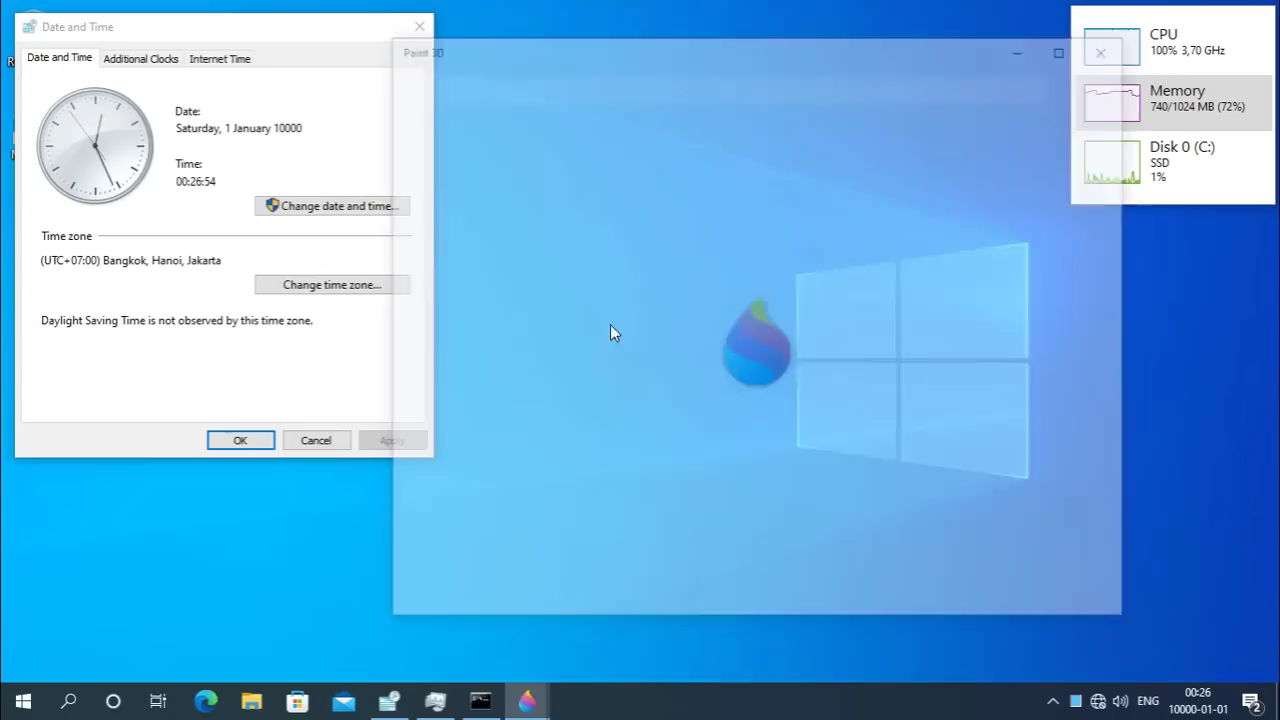 Date and Time
Date and Time
Additional Clocks
Internet Time
Date:
Saturday, 1 January 10000
Time:
00:26:54
Change date and time...
Time zone
(UTC+07:00) Bangkok, Hanoi, Jakarta
Change time zone...
Daylight Saving Time is not observed by this time zone.
OK
Cancel
Apply
Paint 3D
CPU
100% 3,70 GHz
Memory
740/1024 MB (72%)
Disk 0 (C:)
SSD
1%
ENG
00:26
10000-01-01
2